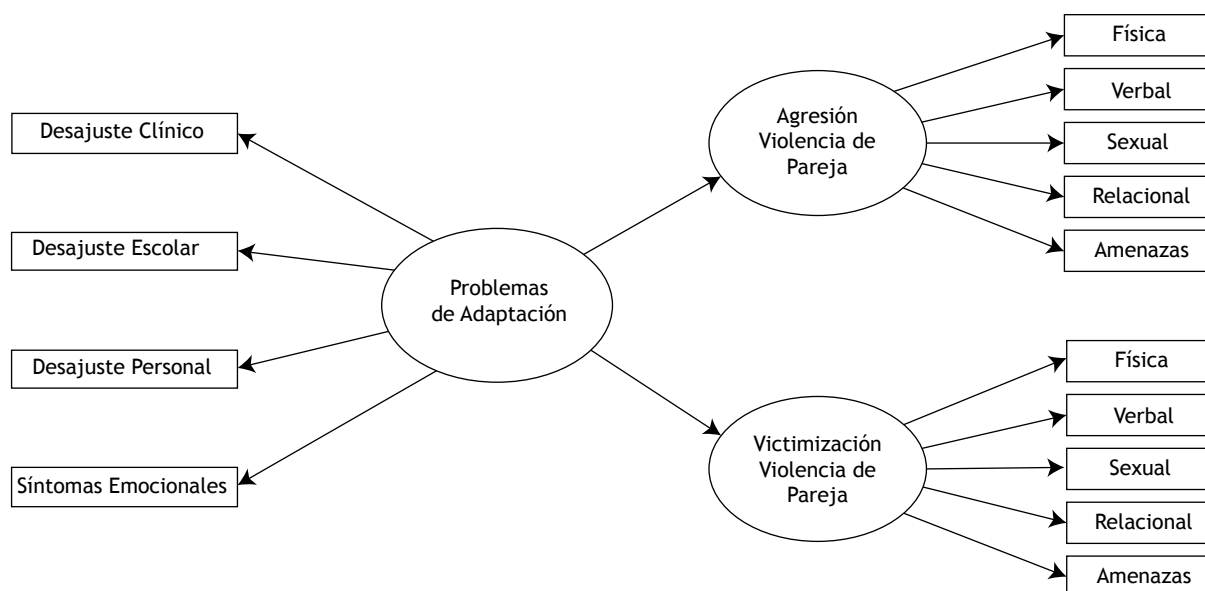 Desajuste Clínico
Desajuste Escolar
Desajuste Personal
Síntomas Emocionales
Problemas
de Adaptación
Agresión
Violencia de
Pareja
Física
Verbal
Sexual
Relacional
Amenazas
Victimización
Violencia de
Pareja
Física
Verbal
Sexual
Relacional
Amenazas